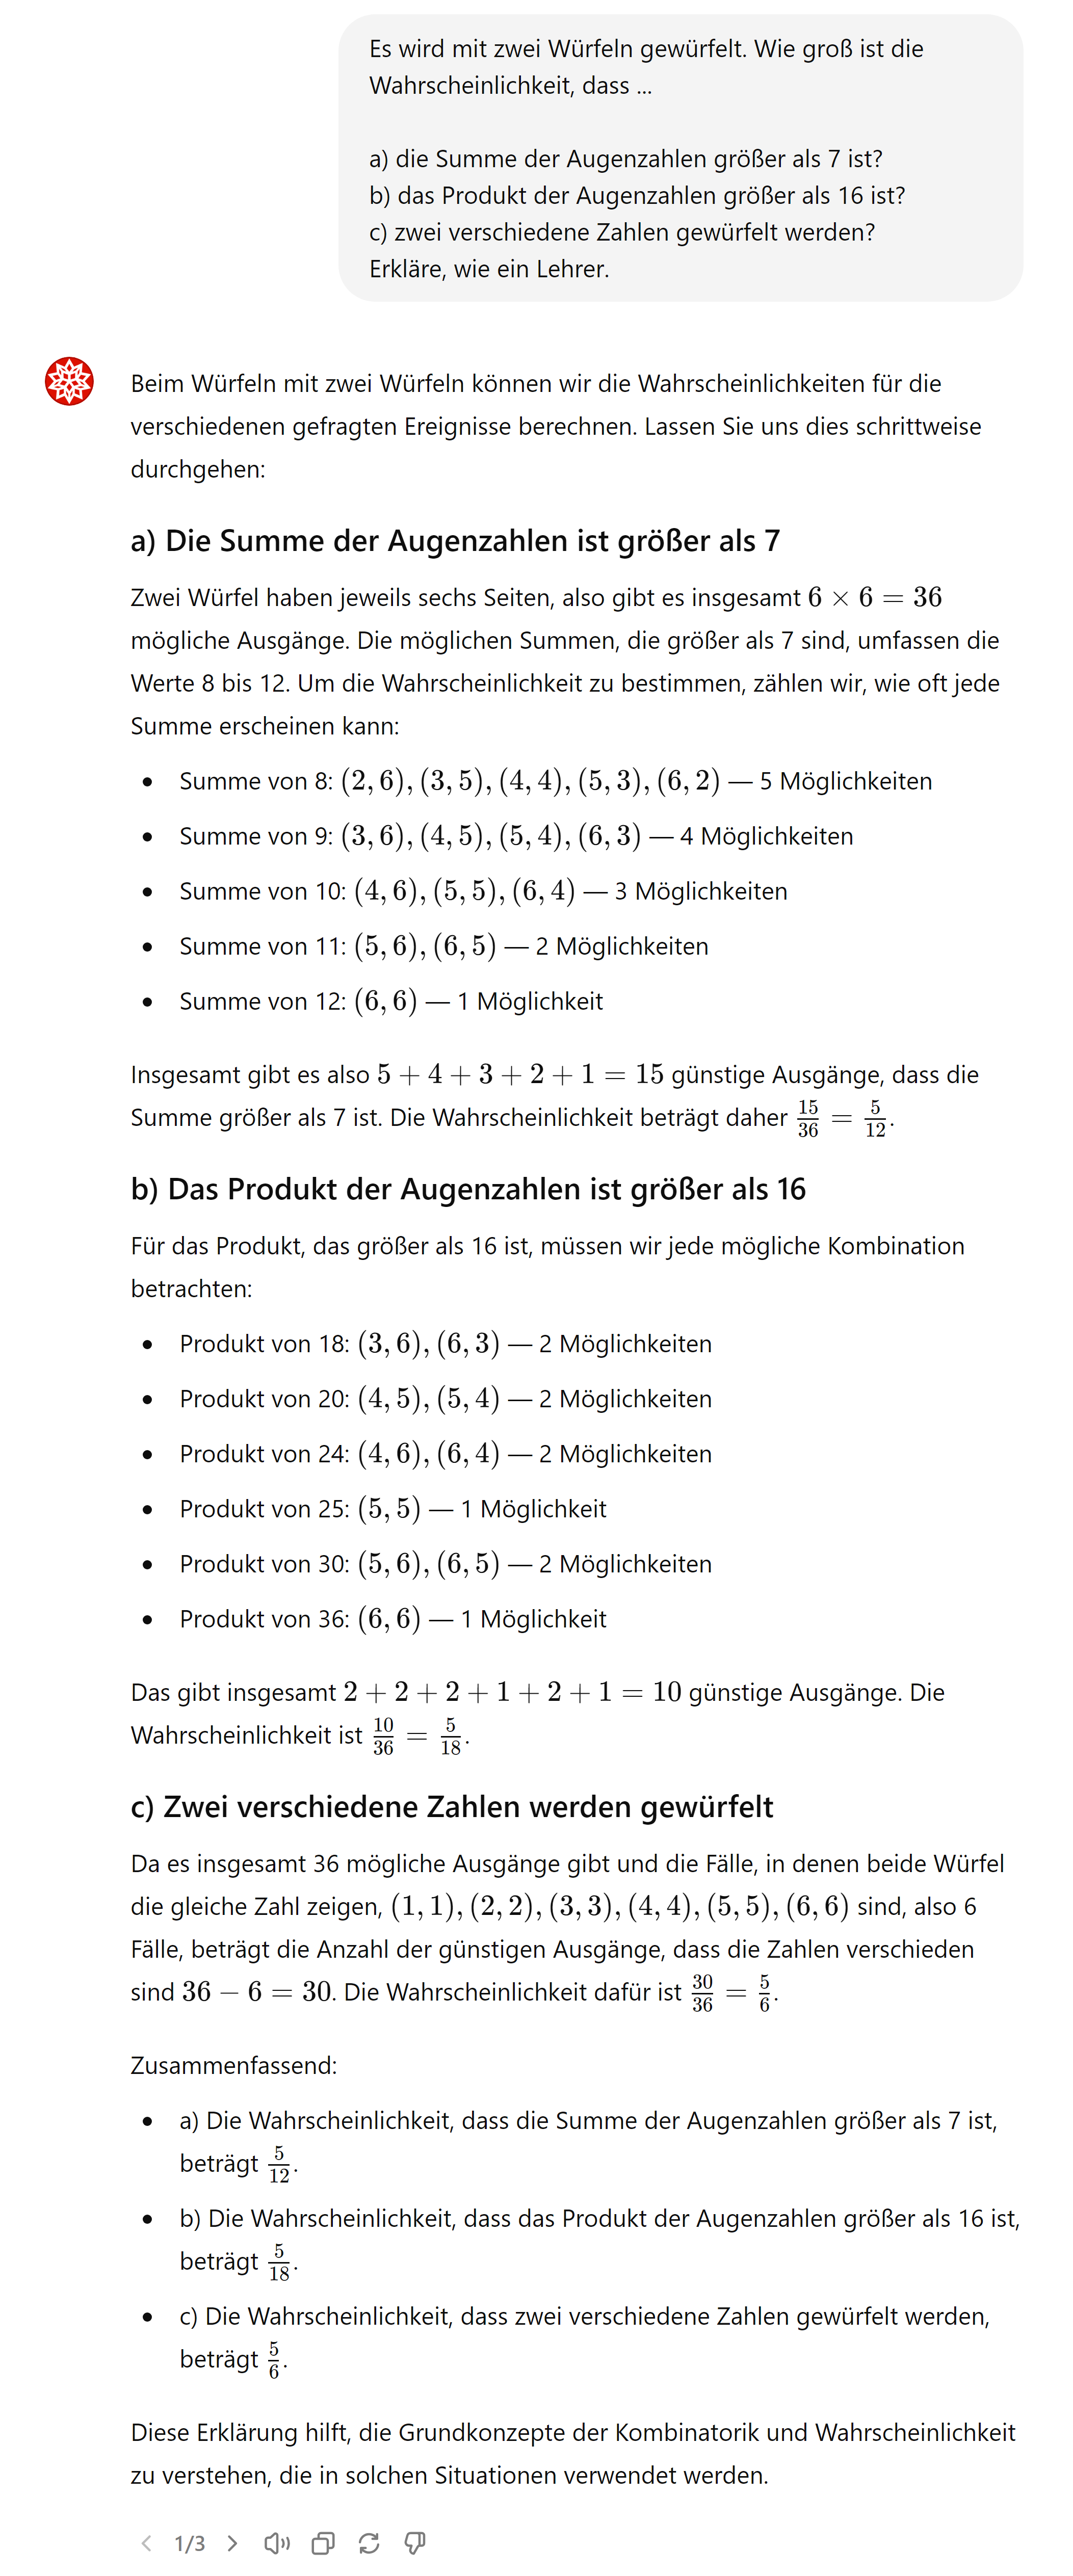 Es wird mit zwei Würfeln gewürfelt. Wie groß ist die
Wahrscheinlichkeit, dass ...
a) die Summe der Augenzahlen größer als 7 ist?
b) das Produkt der Augenzahlen größer als 16 ist?
c) zwei verschiedene Zahlen gewürfelt werden?
Erkläre, wie ein Lehrer.
Beim Würfeln mit zwei Würfeln können wir die Wahrscheinlichkeiten für die
verschiedenen gefragten Ereignisse berechnen. Lassen Sie uns dies schrittweise
durchgehen:
a) Die Summe der Augenzahlen ist größer als 7
Zwei Würfel haben jeweils sechs Seiten, also gibt es insgesamt 6 × 6 = 36
mögliche Ausgänge. Die möglichen Summen, die größer als 7 sind, umfassen die
Werte 8 bis 12. Um die Wahrscheinlichkeit zu bestimmen, zählen wir, wie oft jede
Summe erscheinen kann:
• Summe von 8: (2, 6), (3, 5), (4, 4), (5, 3), (6, 2) — 5 Möglichkeiten
• Summe von 9: (3, 6), (4, 5), (5, 4), (6, 3) — 4 Möglichkeiten
• Summe von 10: (4, 6), (5, 5), (6, 4) — 3 Möglichkeiten
• Summe von 11: (5, 6), (6, 5) — 2 Möglichkeiten
• Summe von 12: (6, 6) — 1 Möglichkeit
Insgesamt gibt es also 5 + 4 + 3 + 2 + 1 = 15 günstige Ausgänge, dass die
Summe größer als 7 ist. Die Wahrscheinlichkeit beträgt daher 15/36 = 5/12.
b) Das Produkt der Augenzahlen ist größer als 16
Für das Produkt, das größer als 16 ist, müssen wir jede mögliche Kombination
betrachten:
• Produkt von 18: (3, 6), (6, 3) — 2 Möglichkeiten
• Produkt von 20: (4, 5), (5, 4) — 2 Möglichkeiten
• Produkt von 24: (4, 6), (6, 4) — 2 Möglichkeiten
• Produkt von 25: (5, 5) — 1 Möglichkeit
• Produkt von 30: (5, 6), (6, 5) — 2 Möglichkeiten
• Produkt von 36: (6, 6) — 1 Möglichkeit
Das gibt insgesamt 2 + 2 + 2 + 1 + 2 + 1 = 10 günstige Ausgänge. Die
Wahrscheinlichkeit ist 10/36 = 5/18.
c) Zwei verschiedene Zahlen werden gewürfelt
Da es insgesamt 36 mögliche Ausgänge gibt und die Fälle, in denen beide Würfel
die gleiche Zahl zeigen, (1, 1), (2, 2), (3, 3), (4, 4), (5, 5), (6, 6) sind, also 6
Fälle, beträgt die Anzahl der günstigen Ausgänge, dass die Zahlen verschieden
sind 36 − 6 = 30. Die Wahrscheinlichkeit dafür ist 30/36 = 5/6.
Zusammenfassend:
• a) Die Wahrscheinlichkeit, dass die Summe der Augenzahlen größer als 7 ist,
beträgt 5/12.
• b) Die Wahrscheinlichkeit, dass das Produkt der Augenzahlen größer als 16 ist,
beträgt 5/18.
• c) Die Wahrscheinlichkeit, dass zwei verschiedene Zahlen gewürfelt werden,
beträgt 5/6.
Diese Erklärung hilft, die Grundkonzepte der Kombinatorik und Wahrscheinlichkeit
zu verstehen, die in solchen Situationen verwendet werden.
1/3